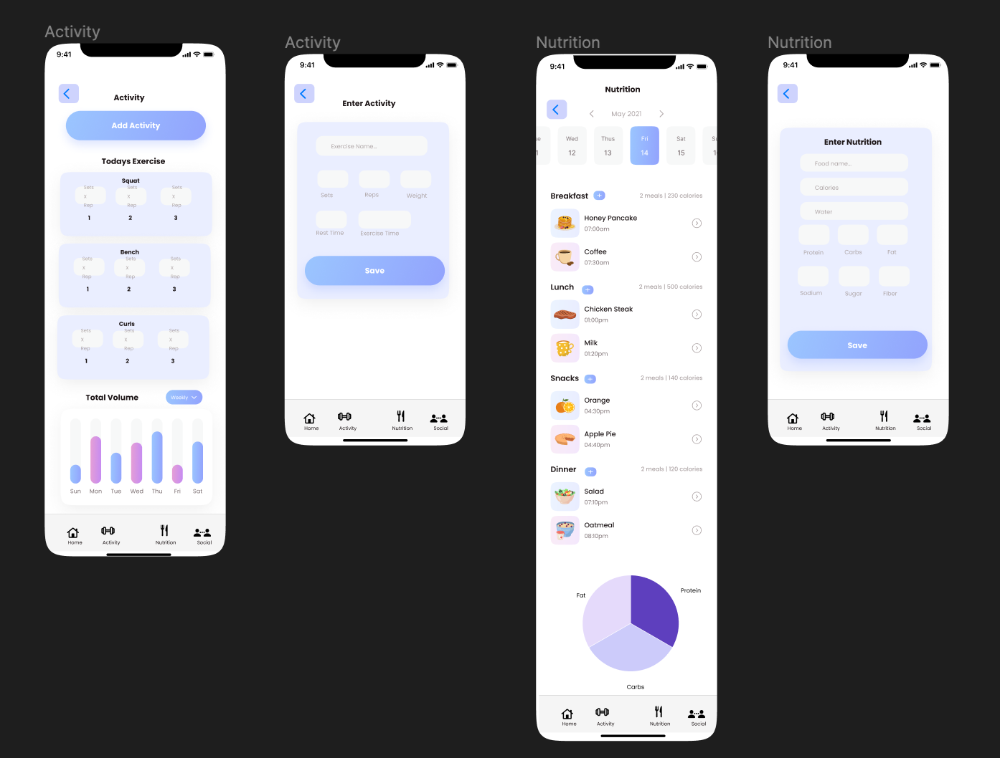 Activity
9:41
Activity
Add Activity
Todays Exercise
Squat
Sets Sets Sets
x x x
Rep Rep Rep
1 2 3
Bench
Sets Sets Sets
x x x
Rep Rep Rep
1 2 3
Curls
Sets Sets Sets
x x x
Rep Rep Rep
1 2 3
Total Volume Weekly
Sun Mon Tue Wed Thu Fri Sat
Home Activity Nutrition Social
Activity
9:41
Enter Activity
Exercise Name...
Sets Reps Weight
Rest Time Exercise Time
Save
Home Activity Nutrition Social
Nutrition
9:41
Nutrition
May 2021
Wed Thus Fri Sat
12 13 14 15
Breakfast + 2 meals | 230 calories
Honey Pancake
07:00am
Coffee
07:30am
Lunch + 2 meals | 500 calories
Chicken Steak
01:00pm
Milk
01:20pm
Snacks + 2 meals | 140 calories
Orange
04:30pm
Apple Pie
04:40pm
Dinner + 2 meals | 120 calories
Salad
07:10pm
Oatmeal
08:10pm
Protein
Fat
Carbs
Home Activity Nutrition Social
Nutrition
9:41
Enter Nutrition
Food name...
Calories
Water
Protein Carbs Fat
Sodium Sugar Fiber
Save
Home Activity Nutrition Social